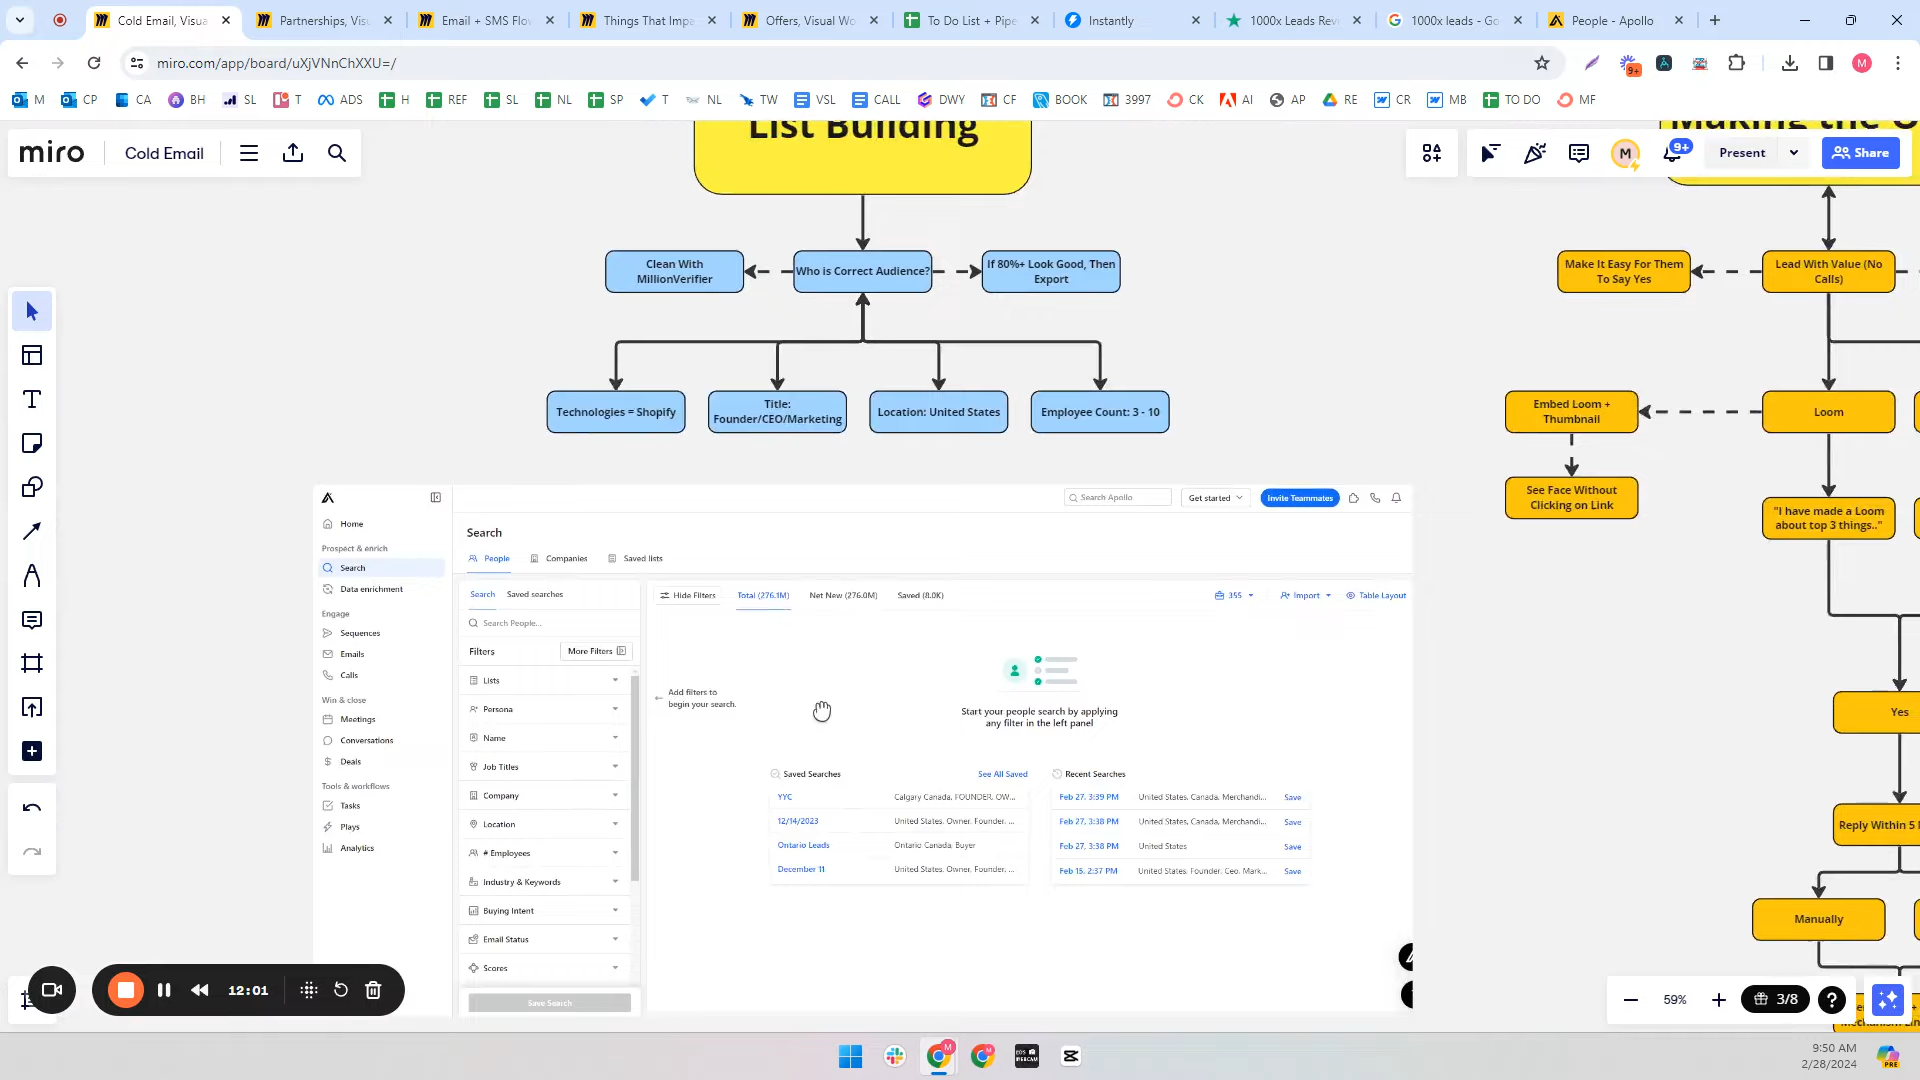 Cold Email, Visua
Partnerships, Visu
Email + SMS Flow
Things That Impa
Offers, Visual Wo
To Do List + Pipe
Instantly
1000x Leads Rev
1000x leads - Go
People - Apollo
miro.com/app/board/uXjVNnChXXU=/
9+
M
M
CP
CA
BH
SL
T
ADS
H
REF
SL
NL
SP
T
NL
TW
VSL
CALL
DWY
CF
BOOK
3997
CK
AI
AP
RE
CR
MB
TO DO
MF
miro
Cold Email
M
9+
Present
Share
List Building
Making the O
Clean With
MillionVerifier
Who is Correct Audience?
If 80%+ Look Good, Then
Export
Technologies = Shopify
Title:
Founder/CEO/Marketing
Location: United States
Employee Count: 3 - 10
Make It Easy For Them
To Say Yes
Lead With Value (No
Calls)
Embed Loom +
Thumbnail
Loom
See Face Without
Clicking on Link
"I have made a Loom
about top 3 things.."
Yes
Reply Within 5
Manually
Home
Prospect & enrich
Search
Data enrichment
Engage
Sequences
Emails
Calls
Win & close
Meetings
Conversations
Deals
Tools & workflows
Tasks
Plays
Analytics
Search Apollo
Get started
Invite Teammates
Search
People
Companies
Saved lists
Search
Saved searches
Hide Filters
Total (276.1M)
Net New (276.0M)
Saved (8.0K)
355
Import
Table Layout
Search People...
Filters
More Filters
Lists
Persona
Name
Job Titles
Company
Location
# Employees
Industry & Keywords
Buying Intent
Email Status
Scores
Save Search
Add filters to
begin your search.
Start your people search by applying
any filter in the left panel
Saved Searches
See All Saved
YYC
Calgary Canada, FOUNDER, OW...
12/14/2023
United States, Owner, Founder, ...
Ontario Leads
Ontario Canada, Buyer
December 11
United States, Owner, Founder, ...
Recent Searches
Feb 27, 3:39 PM
United States, Canada, Merchandi...
Save
Feb 27, 3:38 PM
United States, Canada, Merchandi...
Save
Feb 27, 3:38 PM
United States
Save
Feb 15, 2:37 PM
United States, Founder, Ceo, Mark...
Save
12:01
59%
3/8
9:50 AM
2/28/2024